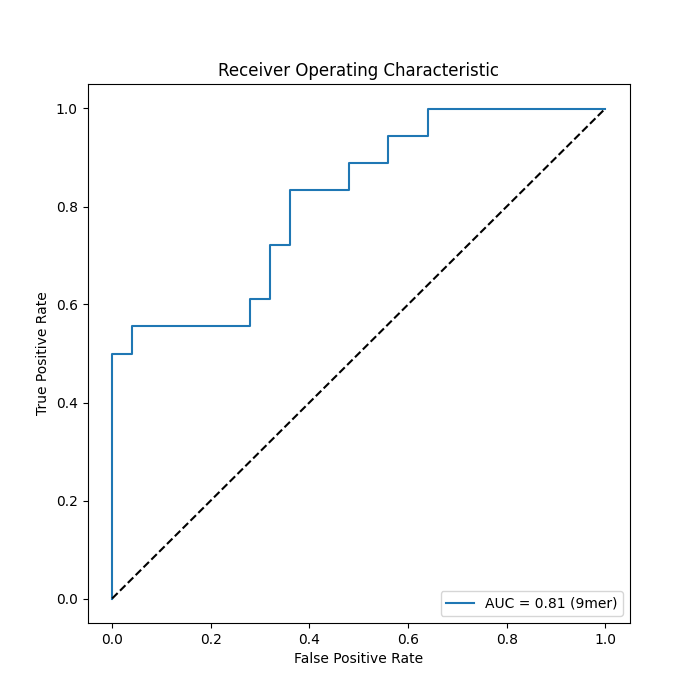 Receiver Operating Characteristic
1.0
0.8
0.6
0.4
0.2
0.0
True Positive Rate
AUC = 0.81 (9mer)
0.0 0.2 0.4 0.6 0.8 1.0
False Positive Rate